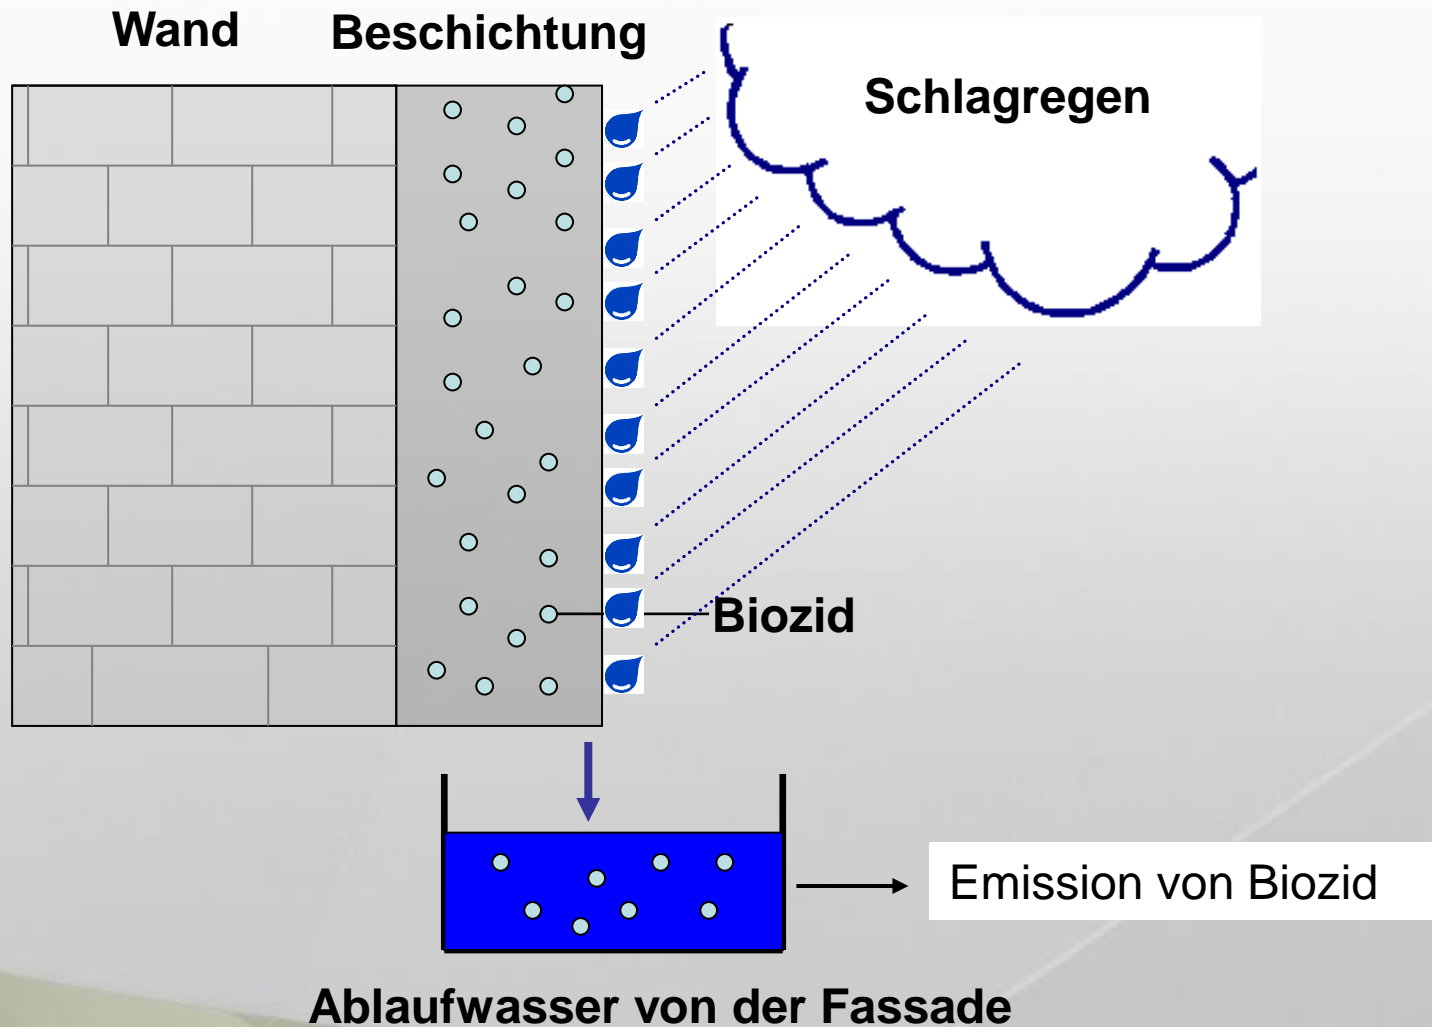 Wand
Beschichtung
Schlagregen
Biozid
Emission von Biozid
Ablaufwasser von der Fassade